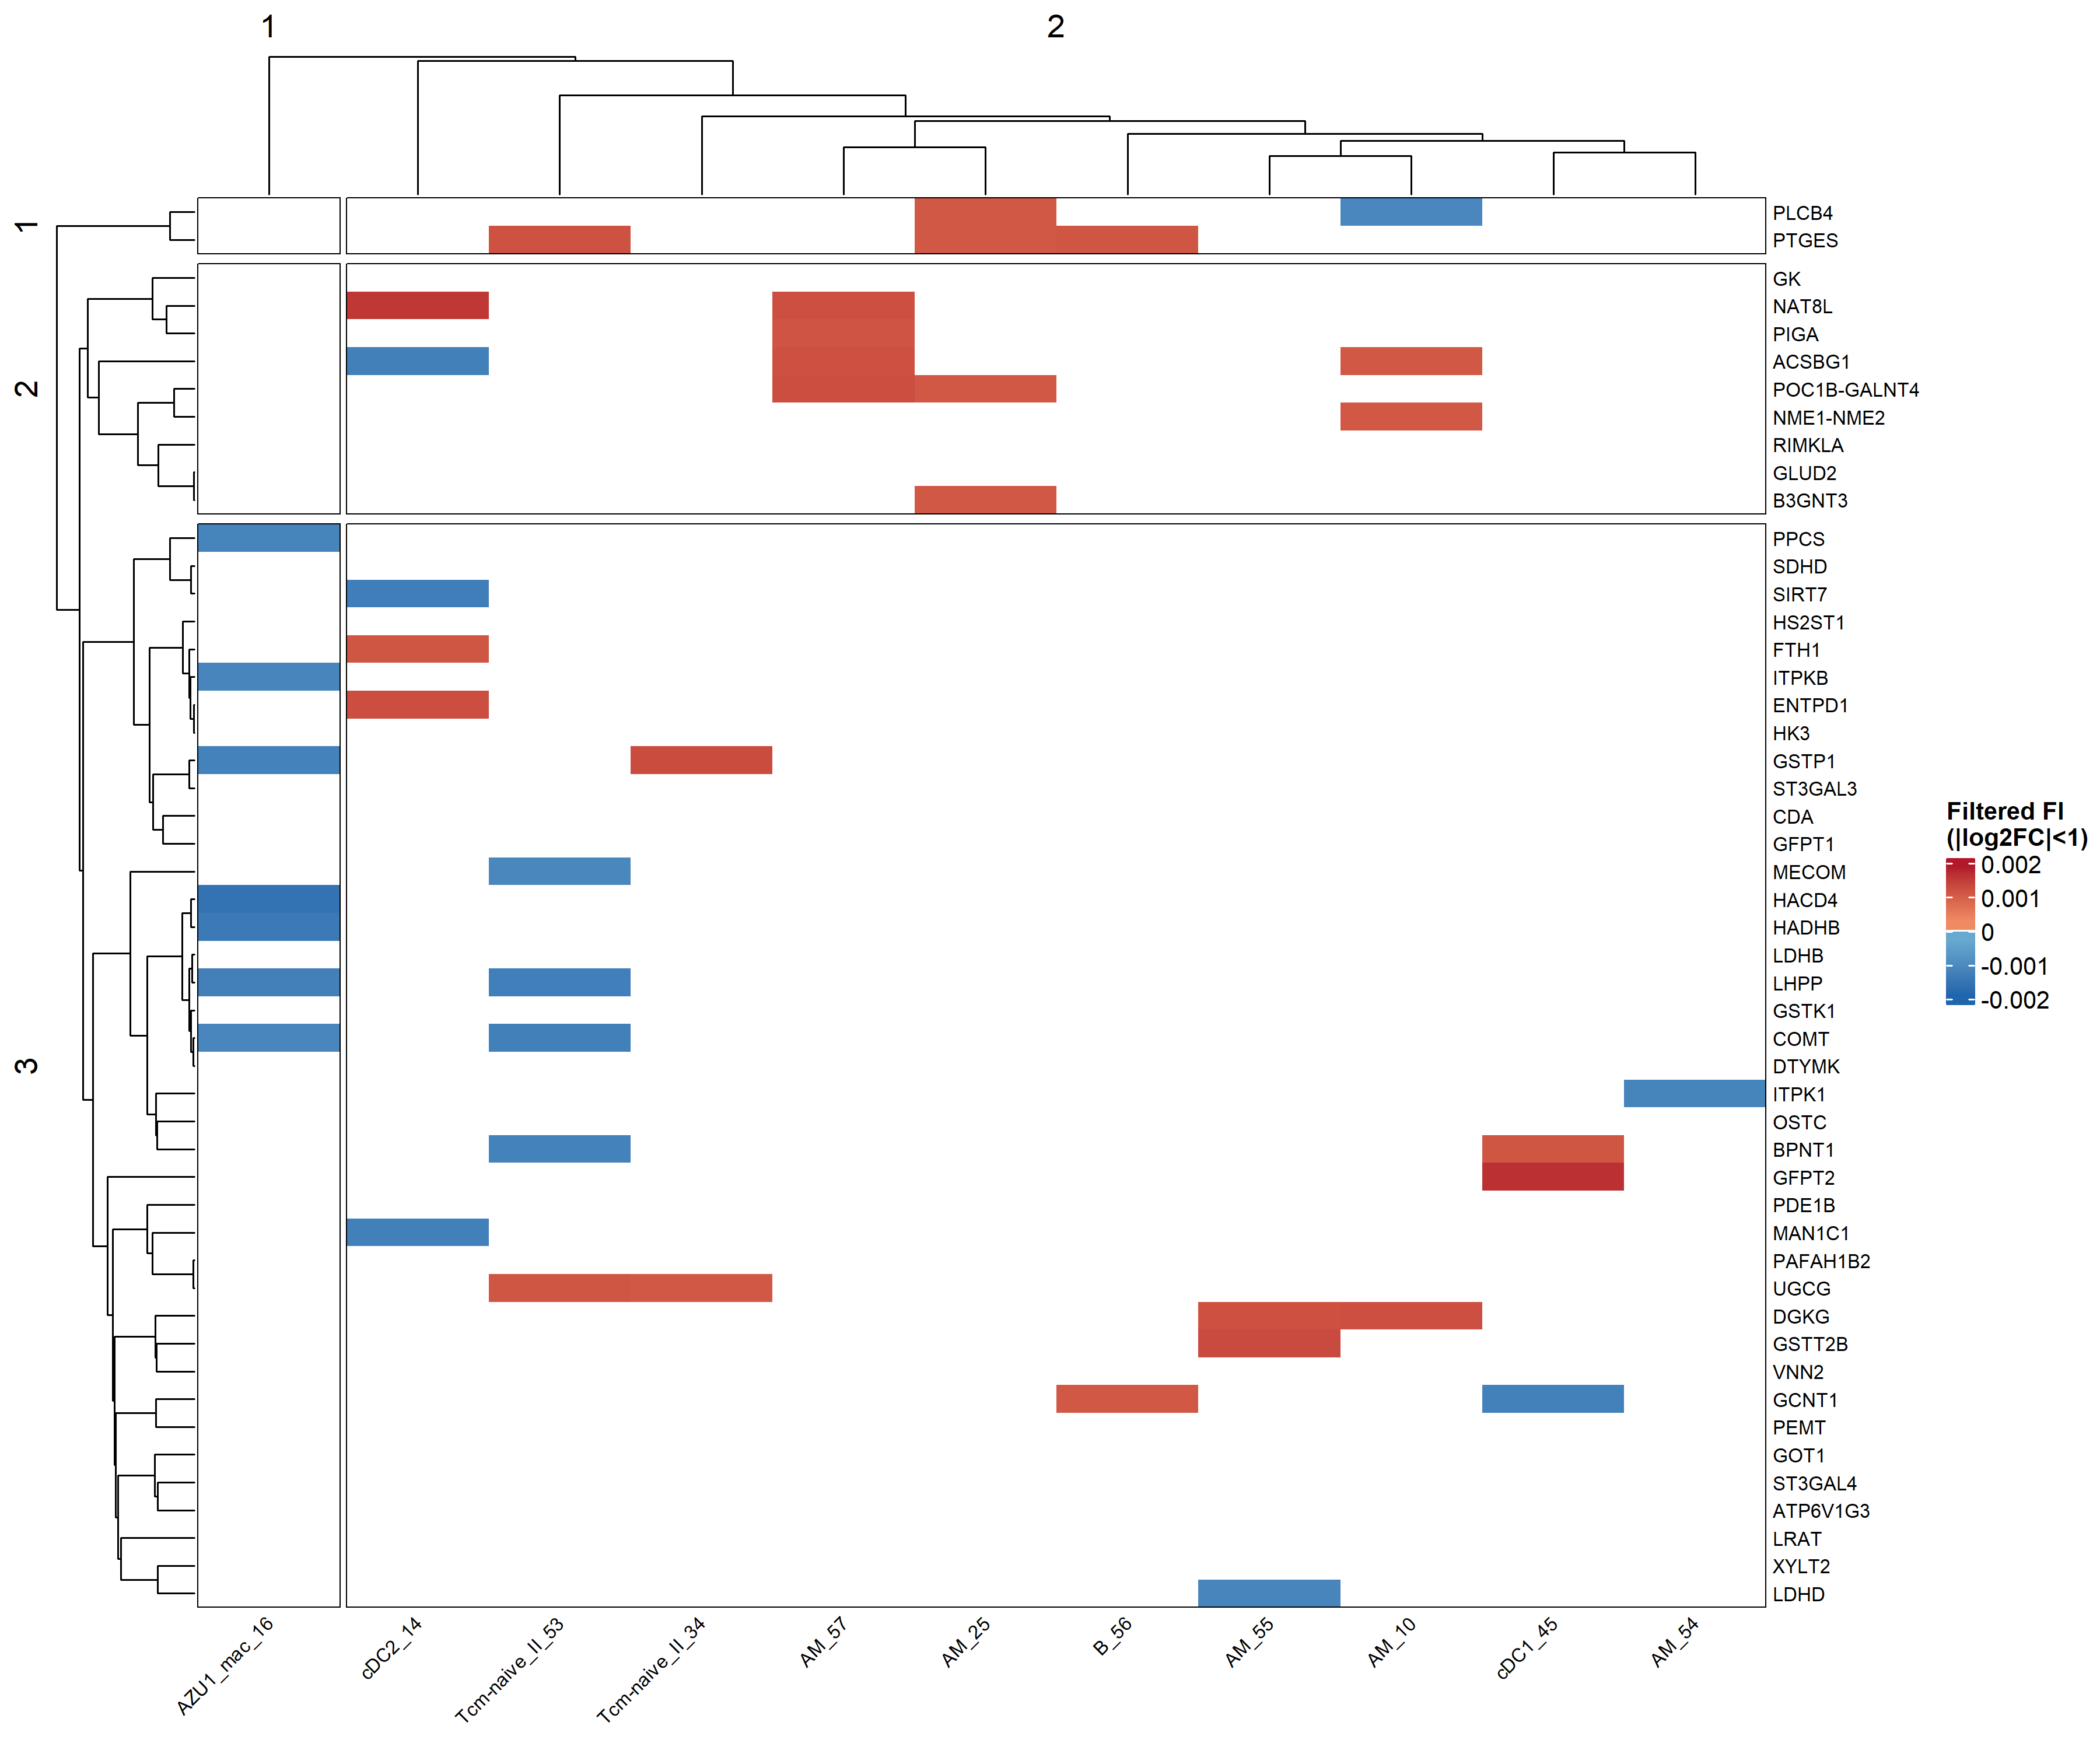 1
2
1
2
3
PLCB4
PTGES
GK
NAT8L
PIGA
ACSBG1
POC1B-GALNT4
NME1-NME2
RIMKLA
GLUD2
B3GNT3
PPCS
SDHD
SIRT7
HS2ST1
FTH1
ITPKB
ENTPD1
HK3
GSTP1
ST3GAL3
CDA
GFPT1
MECOM
HACD4
HADHB
LDHB
LHPP
GSTK1
COMT
DTYMK
ITPK1
OSTC
BPNT1
GFPT2
PDE1B
MAN1C1
PAFAH1B2
UGCG
DGKG
GSTT2B
VNN2
GCNT1
PEMT
GOT1
ST3GAL4
ATP6V1G3
LRAT
XYLT2
LDHD
AZU1_mac_16
cDC2_14
Tcm-naive_II_53
Tcm-naive_II_34
AM_57
AM_25
B_56
AM_55
AM_10
cDC1_45
AM_54
Filtered FI
(|log2FC|<1)
0.002
0.001
0
-0.001
-0.002